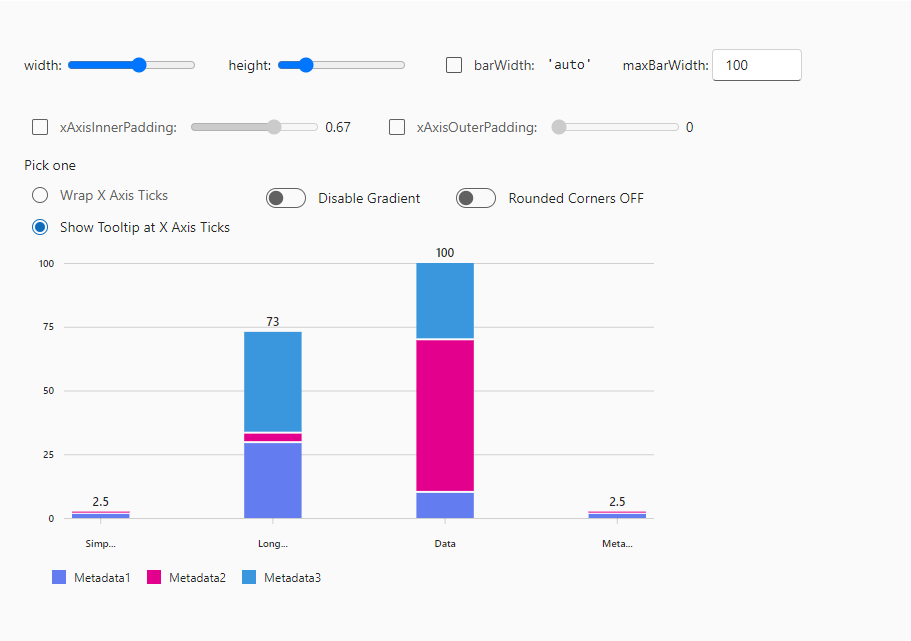 width: height: barWidth: 'auto' maxBarWidth: 100
xAxisInnerPadding: 0.67 xAxisOuterPadding: 0
Pick one
Wrap X Axis Ticks Disable Gradient Rounded Corners OFF
Show Tooltip at X Axis Ticks
100
100
75
73
50
25
2.5 2.5
0
Simp... Long... Data Meta...
Metadata1 Metadata2 Metadata3